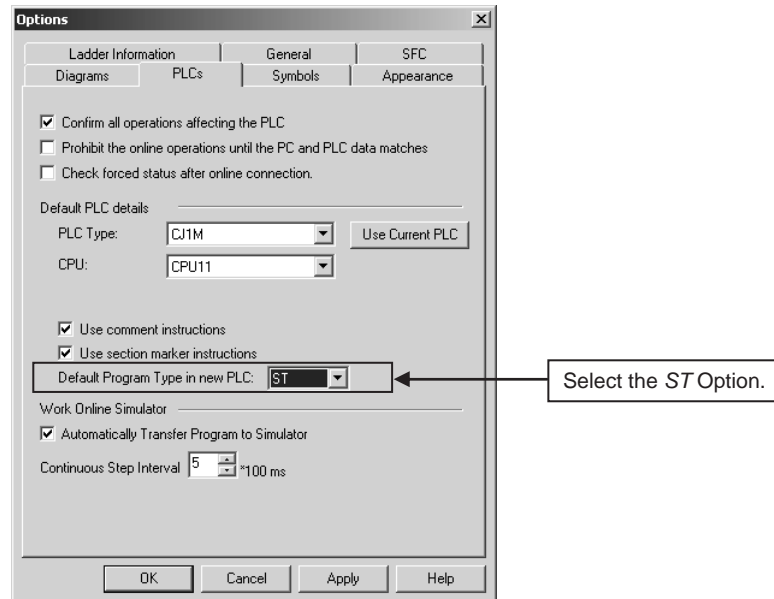 Options
Ladder Information General SFC
Diagrams PLCs Symbols Appearance
Confirm all operations affecting the PLC
Prohibit the online operations until the PC and PLC data matches
Check forced status after online connection.
Default PLC details
PLC Type: CJ1M Use Current PLC
CPU: CPU11
Use comment instructions
Use section marker instructions
Default Program Type in new PLC: ST
Select the ST Option.
Work Online Simulator
Automatically Transfer Program to Simulator
Continuous Step Interval 5 *100 ms
OK Cancel Apply Help